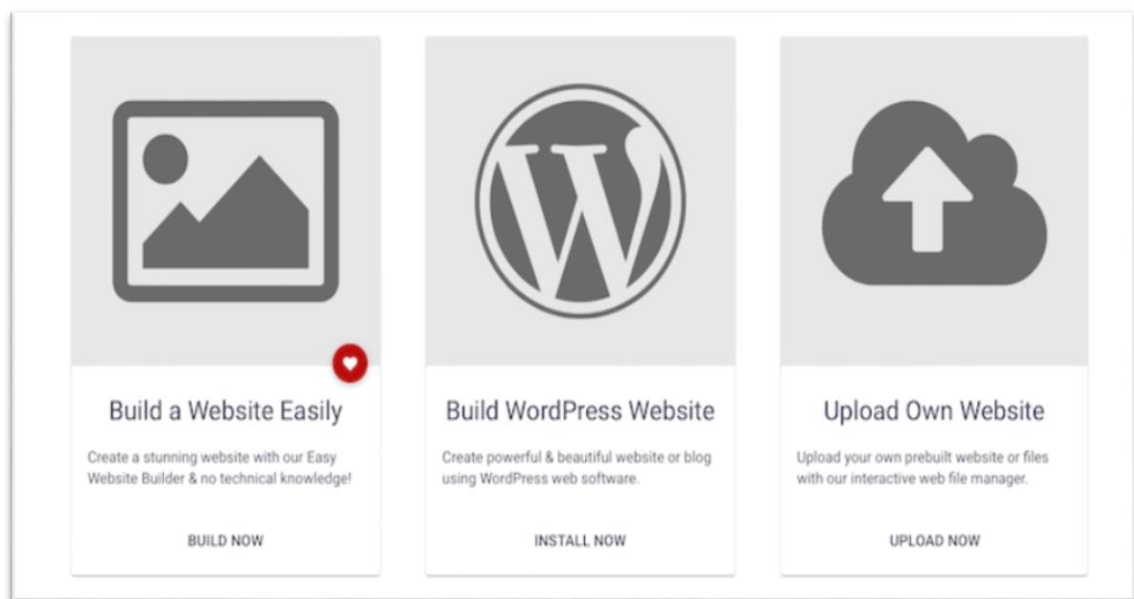 Build a Website Easily
Create a stunning website with our Easy
Website Builder & no technical knowledge!
BUILD NOW
Build WordPress Website
Create powerful & beautiful website or blog
using WordPress web software.
INSTALL NOW
Upload Own Website
Upload your own prebuilt website or files
with our interactive web file manager.
UPLOAD NOW